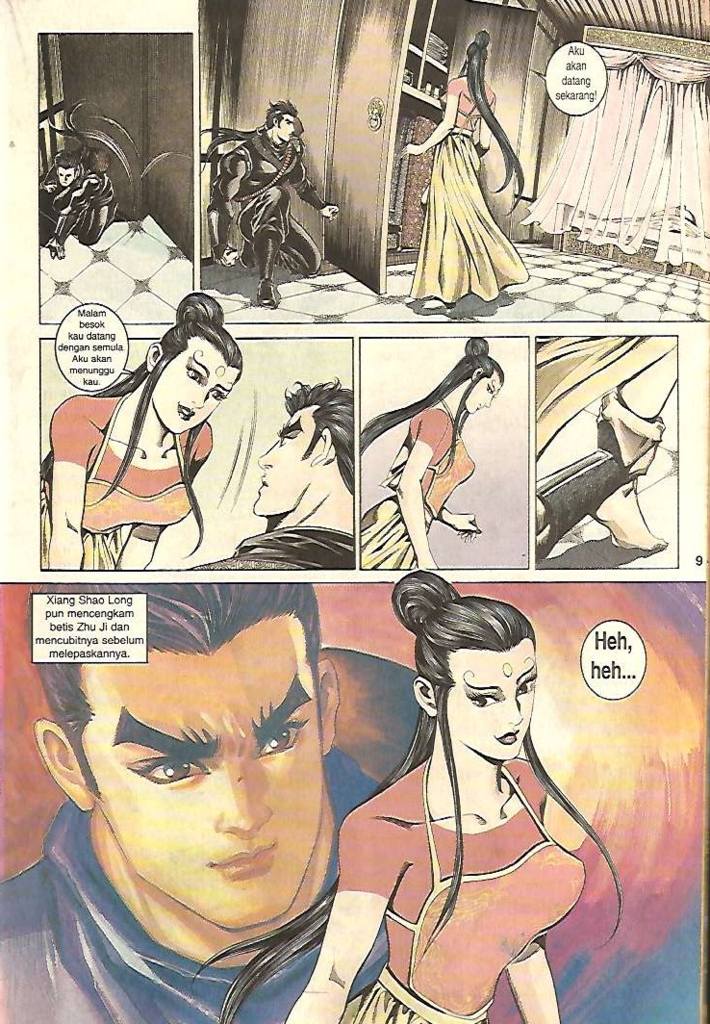 Aku
akan
datang
sekarang!
Malam
besok
kau datang
dengan semula.
Aku akan
menunggu
kau.
9
Xiang Shao Long
pun mencengkam
betis Zhu Ji dan
mencubitnya sebelum
melepaskannya.
Heh,
heh...